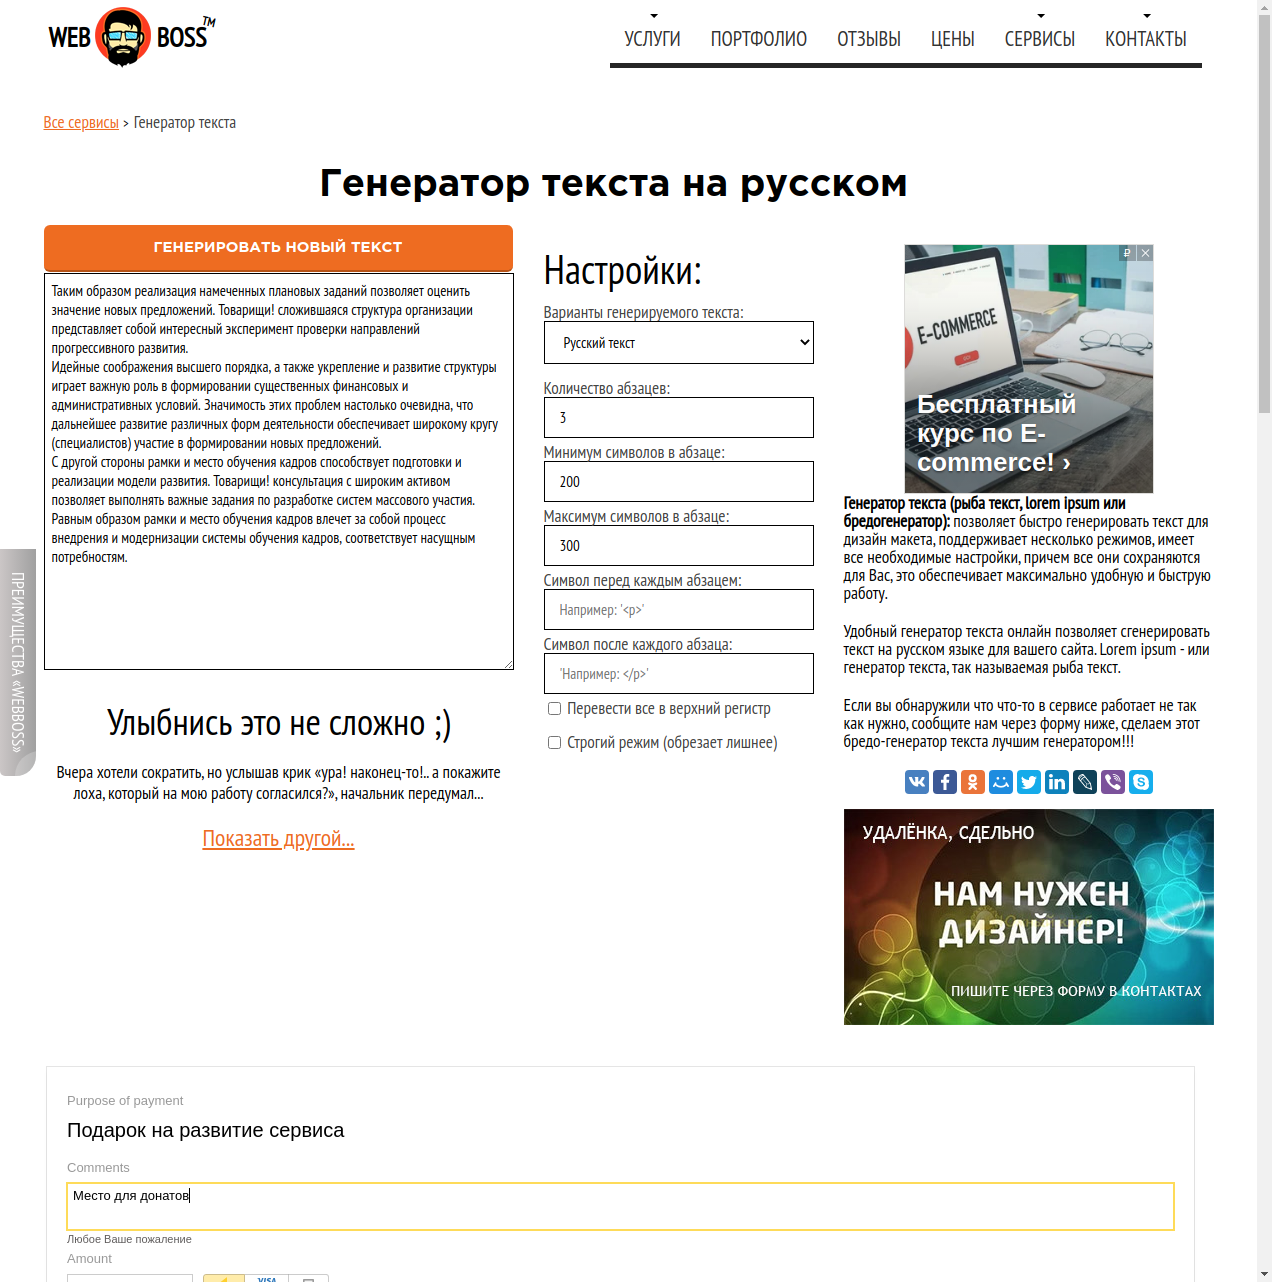 WEB BOSS™
УСЛУГИ ПОРТФОЛИО ОТЗЫВЫ ЦЕНЫ СЕРВИСЫ КОНТАКТЫ
Все сервисы > Генератор текста
Генератор текста на русском
ГЕНЕРИРОВАТЬ НОВЫЙ ТЕКСТ
Таким образом реализация намеченных плановых заданий позволяет оценить
значение новых предложений. Товарищи! сложившаяся структура организации
представляет собой интересный эксперимент проверки направлений
прогрессивного развития.
Идейные соображения высшего порядка, а также укрепление и развитие структуры
играет важную роль в формировании существенных финансовых и
административных условий. Значимость этих проблем настолько очевидна, что
дальнейшее развитие различных форм деятельности обеспечивает широкому кругу
(специалистов) участие в формировании новых предложений.
С другой стороны рамки и место обучения кадров способствует подготовки и
реализации модели развития. Товарищи! консультация с широким активом
позволяет выполнять важные задания по разработке систем массового участия.
Равным образом рамки и место обучения кадров влечет за собой процесс
внедрения и модернизации системы обучения кадров, соответствует насущным
потребностям.
ПРЕИМУЩЕСТВА «WEBBOSS»
Улыбнись это не сложно ;)
Вчера хотели сократить, но услышав крик «ура! наконец-то!.. а покажите
лоха, который на мою работу согласился?», начальник передумал...
Показать другой...
Настройки:
Варианты генерируемого текста:
Русский текст
Количество абзацев:
3
Минимум символов в абзаце:
200
Максимум символов в абзаце:
300
Символ перед каждым абзацем:
Например: '<p>'
Символ после каждого абзаца:
'Например: </p>'
Перевести все в верхний регистр
Строгий режим (обрезает лишнее)
₽
E-COMMERCE
Бесплатный
курс по E-
commerce! ›
Генератор текста (рыба текст, lorem ipsum или
бредогенератор): позволяет быстро генерировать текст для
дизайн макета, поддерживает несколько режимов, имеет
все необходимые настройки, причем все они сохраняются
для Вас, это обеспечивает максимально удобную и быструю
работу.
Удобный генератор текста онлайн позволяет сгенерировать
текст на русском языке для вашего сайта. Lorem ipsum - или
генератор текста, так называемая рыба текст.
Если вы обнаружили что что-то в сервисе работает не так
как нужно, сообщите нам через форму ниже, сделаем этот
бредо-генератор текста лучшим генератором!!!
УДАЛЁНКА, СДЕЛЬНО
НАМ НУЖЕН
ДИЗАЙНЕР!
ПИШИТЕ ЧЕРЕЗ ФОРМУ В КОНТАКТАХ
Purpose of payment
Подарок на развитие сервиса
Comments
Место для донатов
Любое Ваше пожалание
Amount
VISA